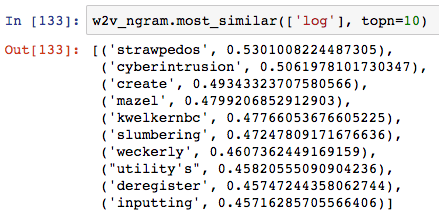 In [133]: w2v_ngram.most_similar(['log'], topn=10)
Out[133]: [('strawpedos', 0.5301008224487305),
('cyberintrusion', 0.5061978101730347),
('create', 0.49343323707580566),
('mazel', 0.4799206852912903),
('kwelkernbc', 0.47766053676605225),
('slumbering', 0.47247809171676636),
('weckerly', 0.4607362449169159),
("utility's", 0.45820555090904236),
('deregister', 0.45747244358062744),
('inputting', 0.45716285705566406)]